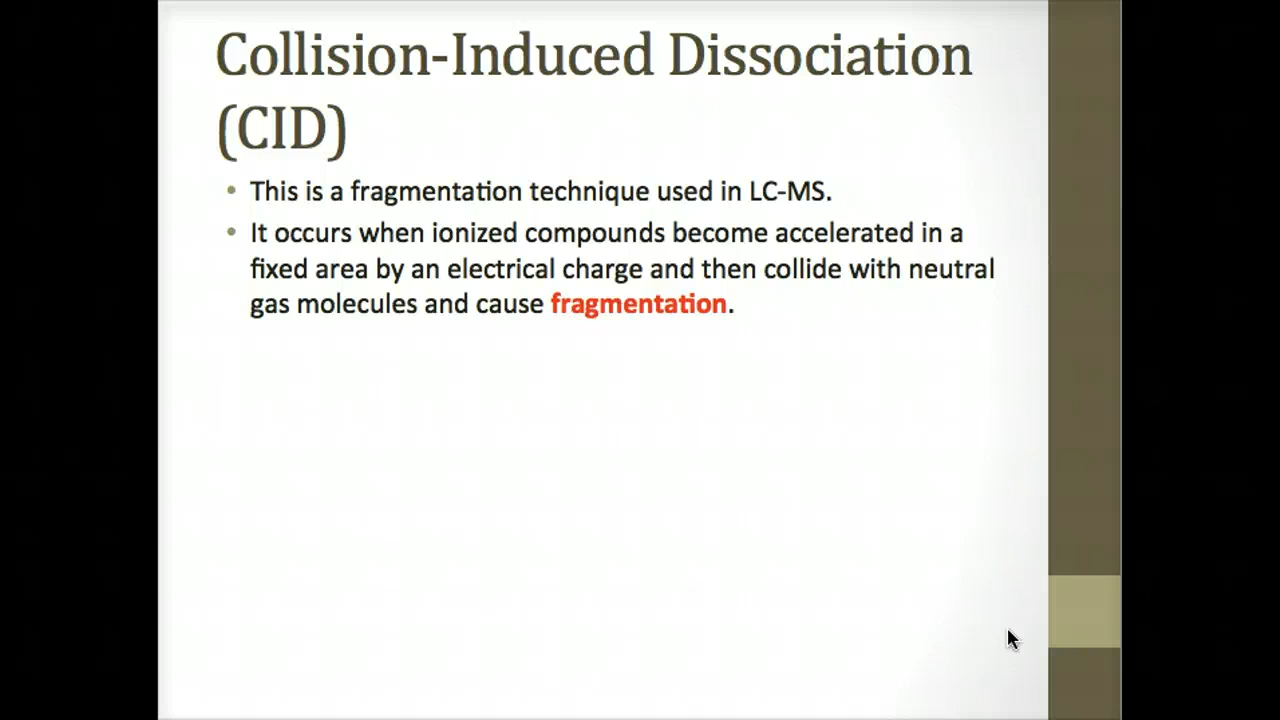 Collision-Induced Dissociation
(CID)
• This is a fragmentation technique used in LC-MS.
• It occurs when ionized compounds become accelerated in a
fixed area by an electrical charge and then collide with neutral
gas molecules and cause fragmentation.